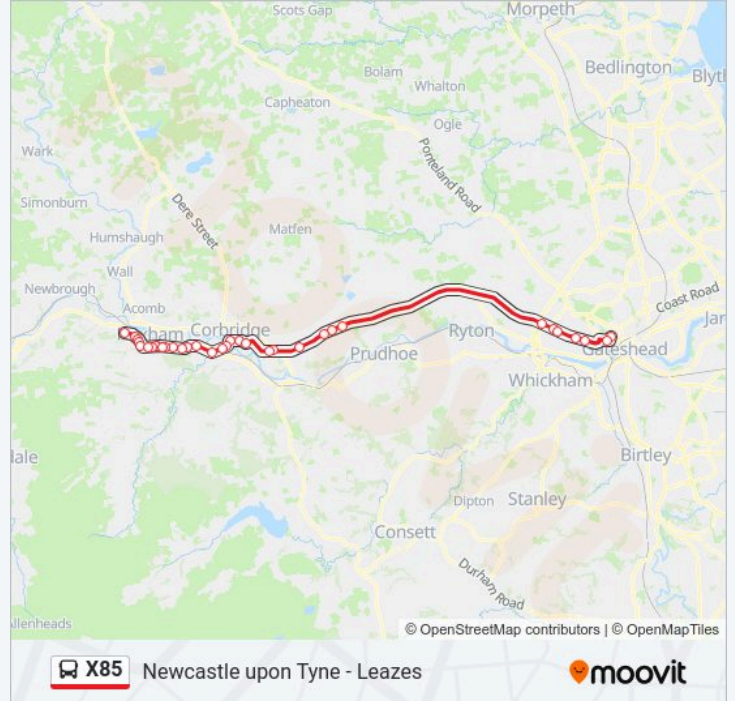 Scots Gap
Morpeth
Bolam
Bedlington
Whalton
Capheaton
Ogle
Wark
Ponteland Road
Simonburn
Dere Street
Matfen
Humshaugh
Wall
Newbrough
Coast Road
Acomb
Corbridge
Ryton
Prudhoe
Gateshead
Whickham
Birtley
Dipton
Stanley
Consett
Durham Road
© OpenStreetMap contributors | © OpenMapTiles
X85 Newcastle upon Tyne - Leazes
moovit